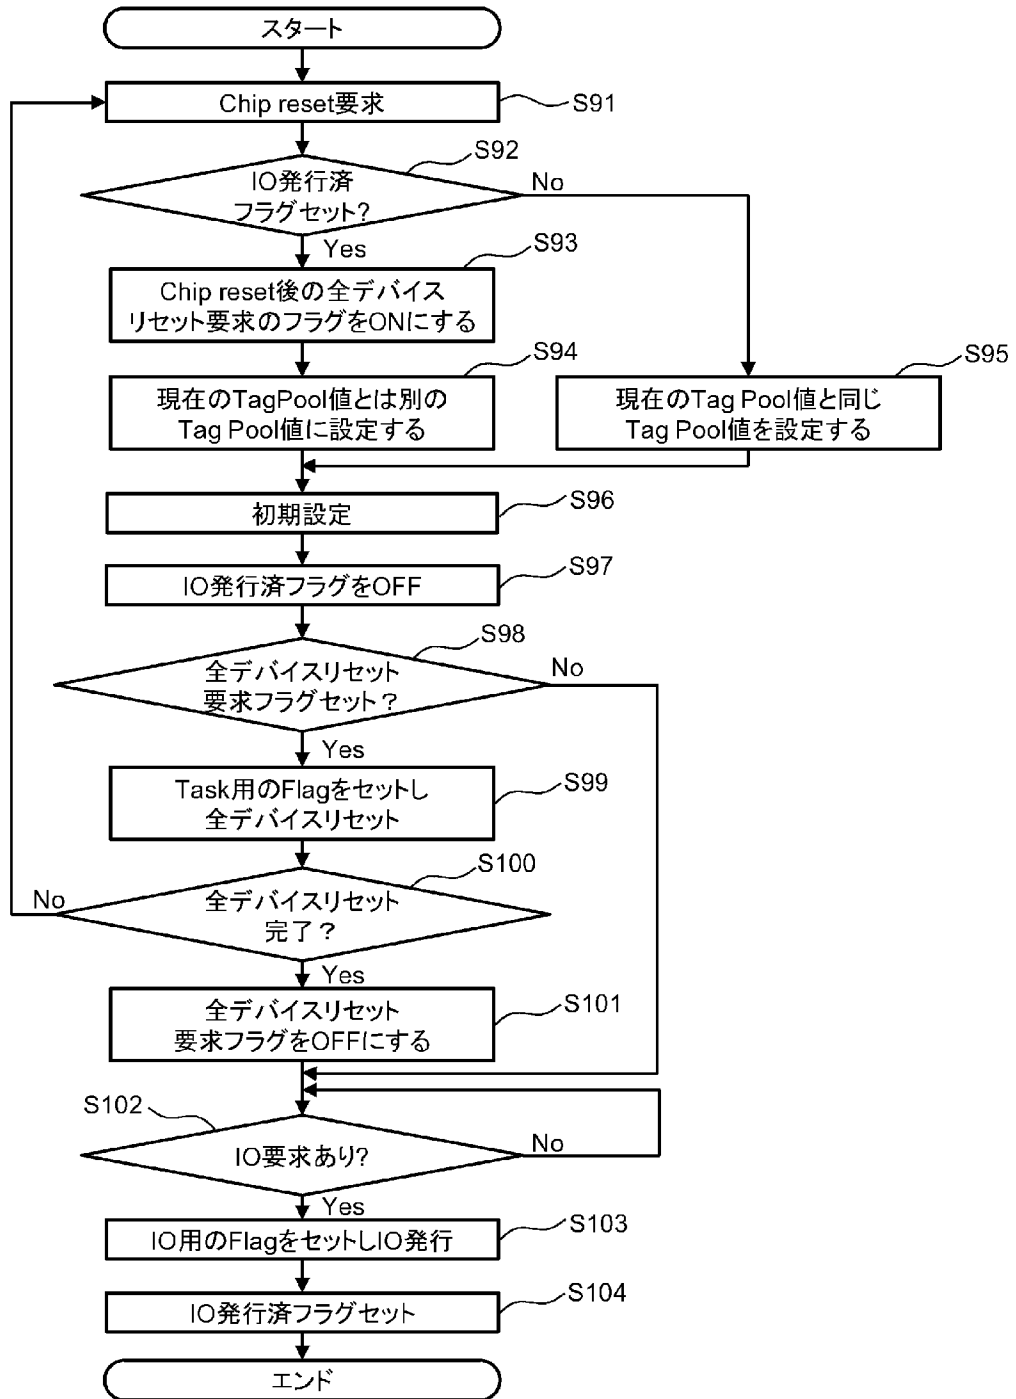 スタート
Chip reset要求
S91
S92
IO発行済
フラグセット?
No
Yes
S93
Chip reset後の全デバイス
リセット要求のフラグをONにする
S94
現在のTagPool値とは別の
Tag Pool値に設定する
S95
現在のTag Pool値と同じ
Tag Pool値を設定する
初期設定
S96
IO発行済フラグをOFF
S97
S98
全デバイスリセット
要求フラグセット?
No
Yes
Task用のFlagをセットし
全デバイスリセット
S99
S100
No
全デバイスリセット
完了?
Yes
全デバイスリセット
要求フラグをOFFにする
S101
S102
IO要求あり?
No
Yes
IO用のFlagをセットしIO発行
S103
IO発行済フラグセット
S104
エンド